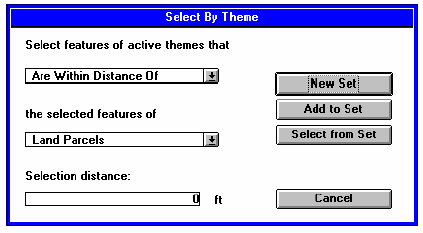 Select By Theme
Select features of active themes that
Are Within Distance Of
New Set
Add to Set
the selected features of
Select from Set
Land Parcels
Selection distance:
0 ft
Cancel